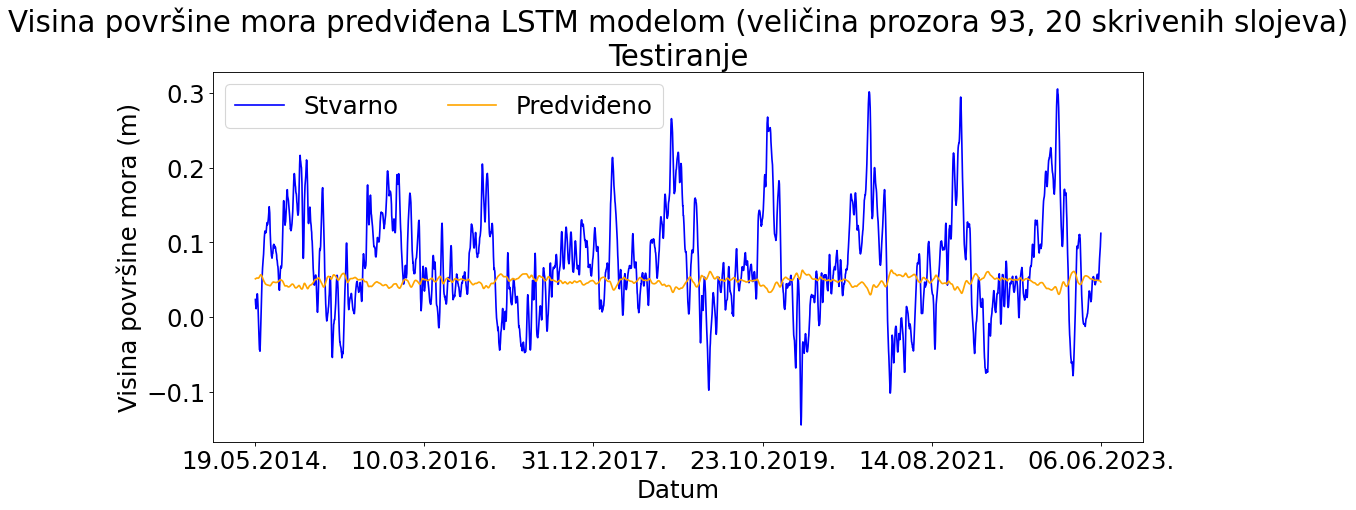 Visina površine mora predviđena LSTM modelom (veličina prozora 93, 20 skrivenih slojeva)
Testiranje
Stvarno Predviđeno
Visina površine mora (m)
0.3
0.2
0.1
0.0
−0.1
19.05.2014. 10.03.2016. 31.12.2017. 23.10.2019. 14.08.2021. 06.06.2023.
Datum